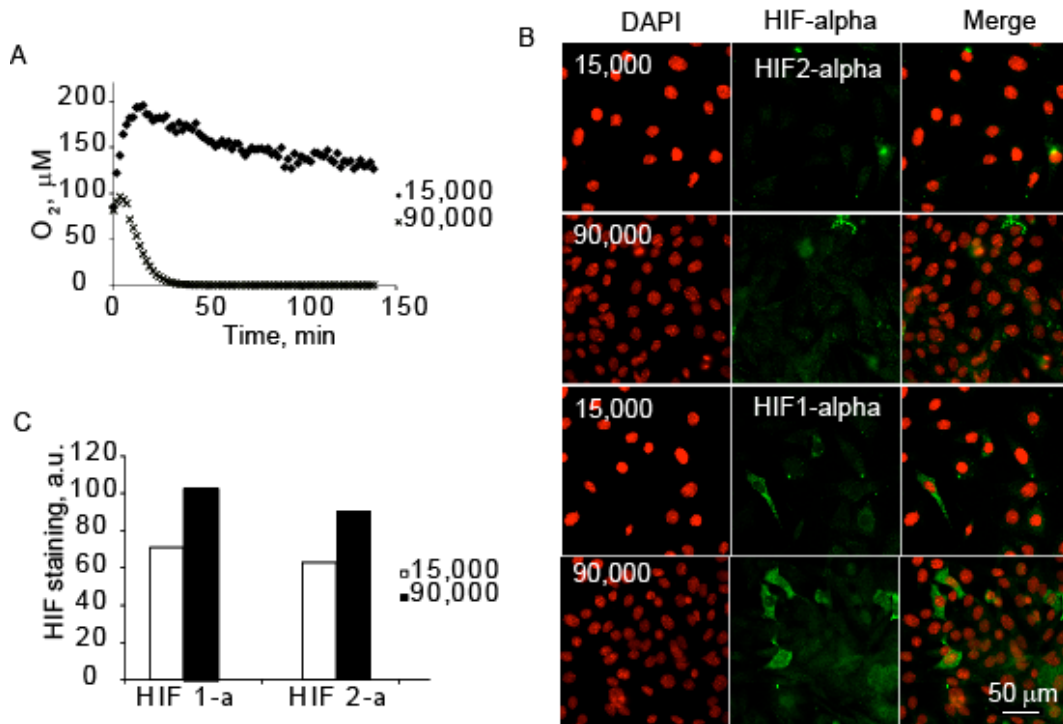 A
O₂, μM
200
150
100
50
0
0 50 100 150
Time, min
15,000
90,000
B
DAPI HIF-alpha Merge
15,000 HIF2-alpha
90,000
15,000 HIF1-alpha
90,000
50 μm
C
HIF staining, a.u.
120
100
80
60
40
20
0
HIF 1-a HIF 2-a
15,000
90,000